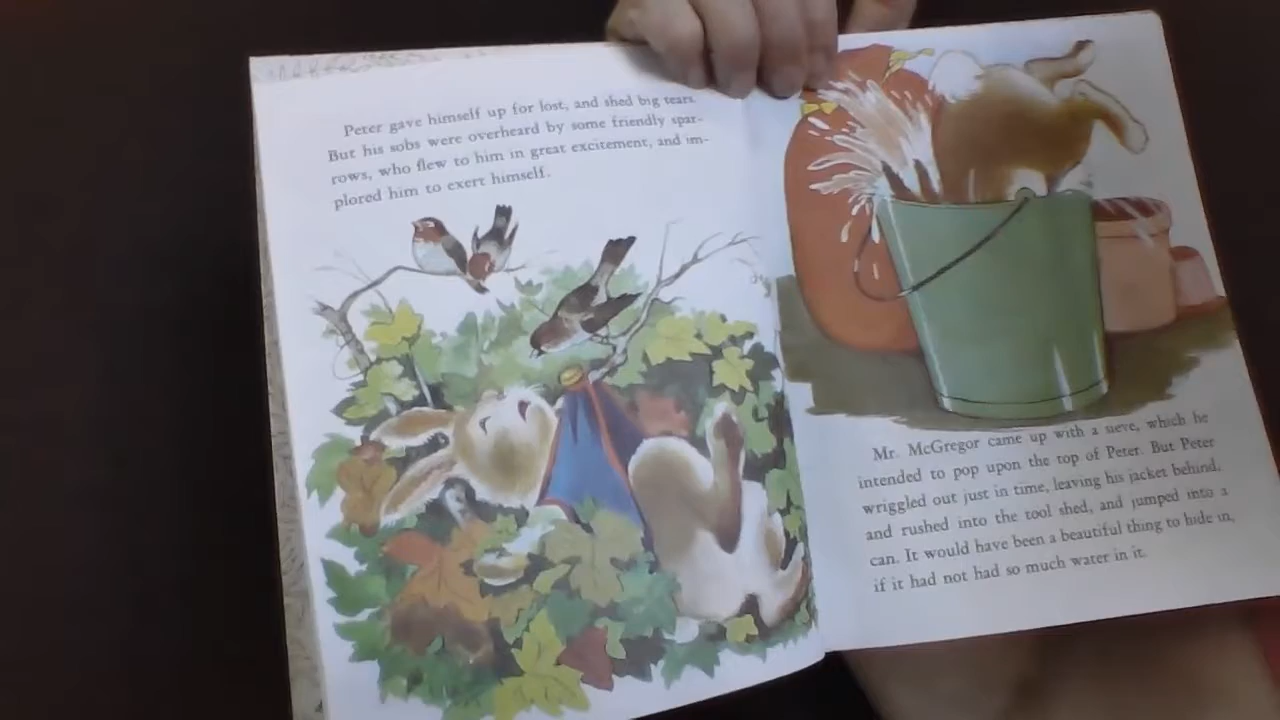 Peter gave himself up for lost, and shed big tears.
But his sobs were overheard by some friendly spar-
rows, who flew to him in great excitement, and im-
plored him to exert himself.
Mr. McGregor came up with a sieve, which he
intended to pop upon the top of Peter. But Peter
wriggled out just in time, leaving his jacket behind,
and rushed into the tool shed, and jumped into a
can. It would have been a beautiful thing to hide in,
if it had not had so much water in it.